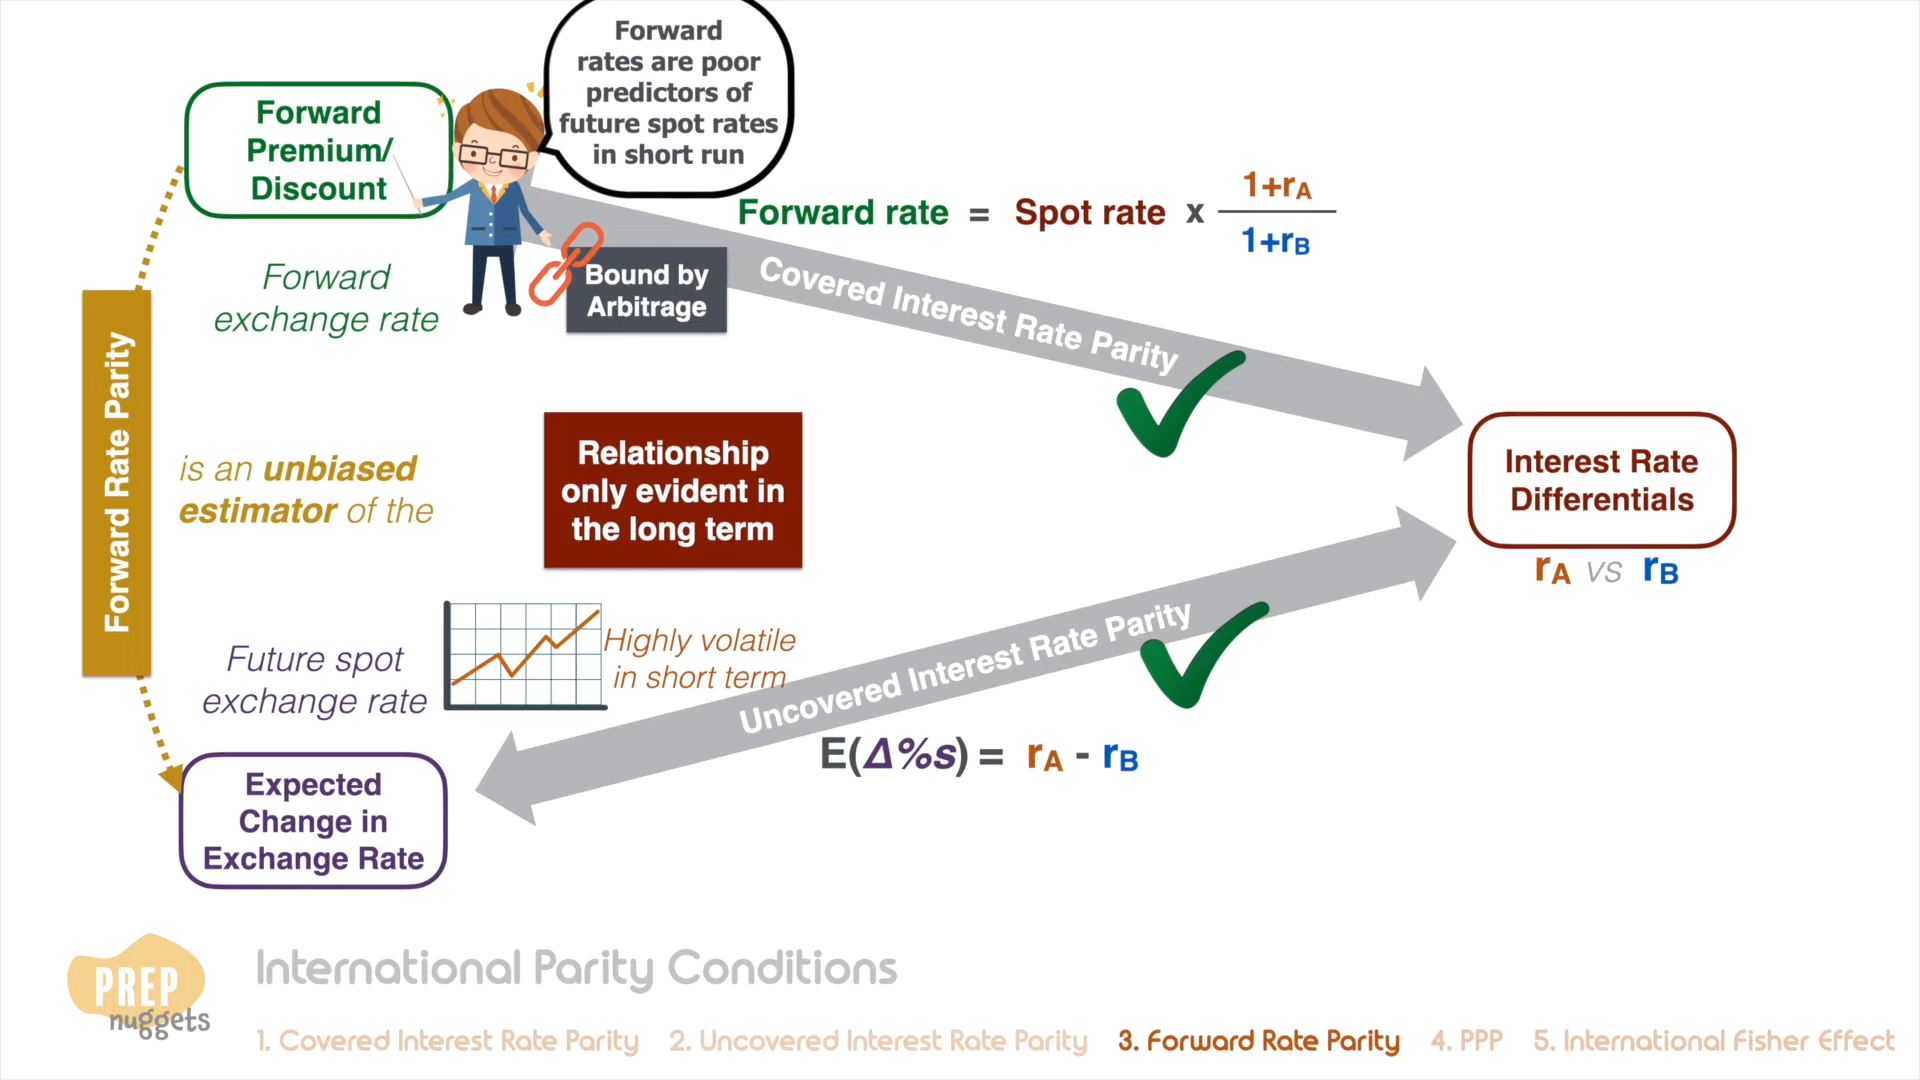 Forward
rates are poor
predictors of
future spot rates
in short run
Forward
Premium/
Discount
Forward rate = Spot rate x 1+rA
1+rB
Forward
exchange rate
Bound by
Arbitrage
Covered Interest Rate Parity
Forward Rate Parity
is an unbiased
estimator of the
Relationship
only evident in
the long term
Interest Rate
Differentials
rA vs rB
Future spot
exchange rate
Highly volatile
in short term
Uncovered Interest Rate Parity
E(Δ%s) = rA - rB
Expected
Change in
Exchange Rate
PREP
nuggets
International Parity Conditions
1. Covered Interest Rate Parity 2. Uncovered Interest Rate Parity 3. Forward Rate Parity 4. PPP 5. International Fisher Effect